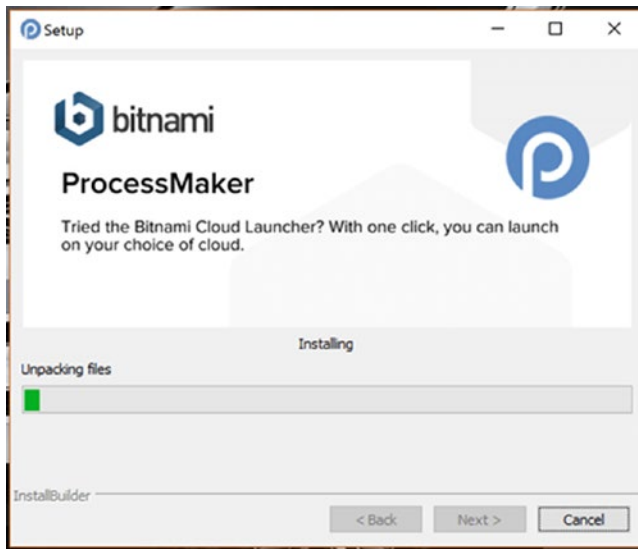 Setup
bitnami
ProcessMaker
Tried the Bitnami Cloud Launcher? With one click, you can launch
on your choice of cloud.
Installing
Unpacking files
InstallBuilder
< Back Next > Cancel